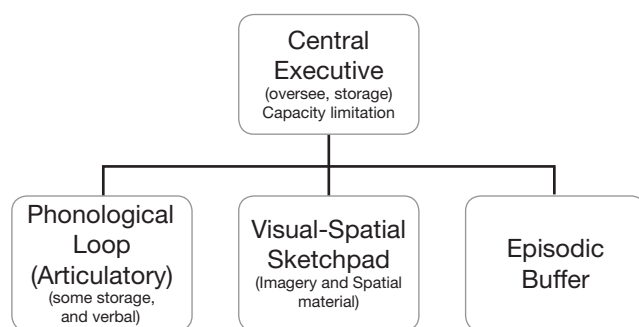 Central
Executive
(oversee, storage)
Capacity limitation
Phonological
Loop
(Articulatory)
(some storage,
and verbal)
Visual-Spatial
Sketchpad
(Imagery and Spatial
material)
Episodic
Buffer